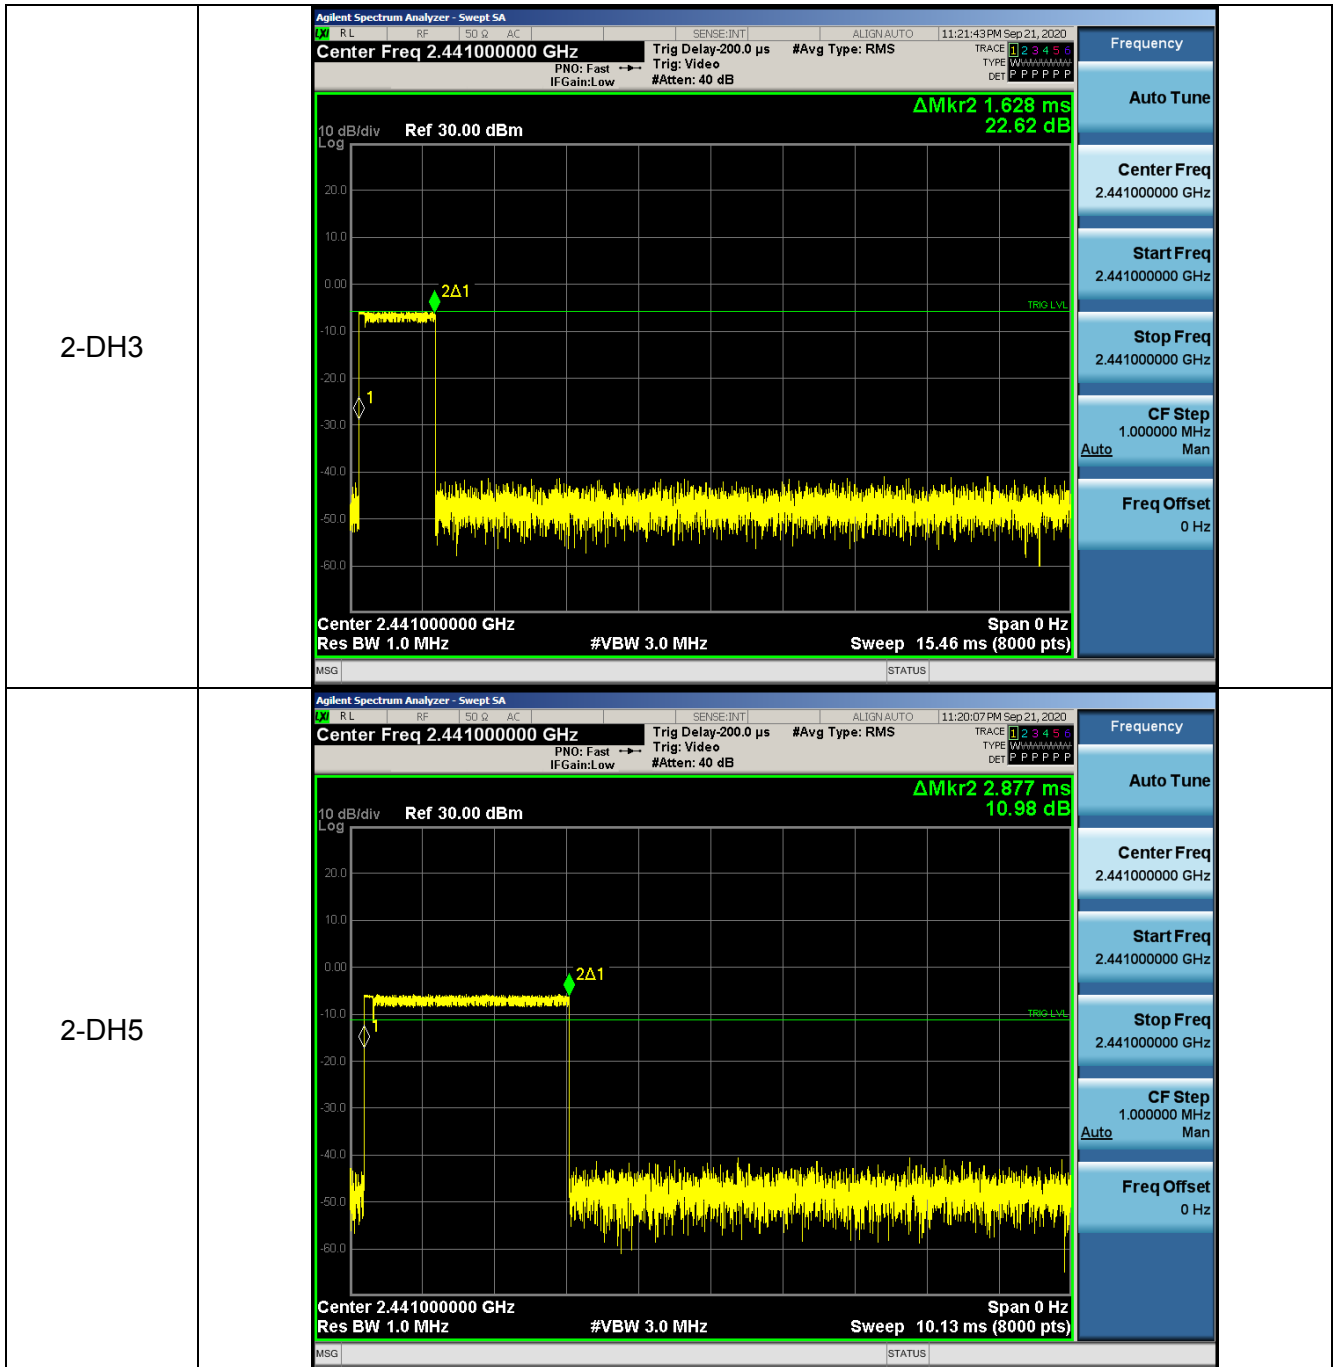 2-DH3
Agilent Spectrum Analyzer - Swept SA
LXI RL RF 50 Ω AC SENSE:INT ALIGN AUTO 11:21:43 PM Sep 21, 2020
Center Freq 2.441000000 GHz
PNO: Fast
IFGain:Low
Trig Delay-200.0 µs
Trig: Video
#Atten: 40 dB
#Avg Type: RMS
TRACE 1 2 3 4 5 6
TYPE
DET P P P P P P
ΔMkr2 1.628 ms
22.62 dB
10 dB/div Ref 30.00 dBm
Log
20.0
10.0
0.00
-10.0
-20.0
-30.0
-40.0
-50.0
-60.0
2Δ1
TRIG LVL
1
Center 2.441000000 GHz Span 0 Hz
Res BW 1.0 MHz #VBW 3.0 MHz Sweep 15.46 ms (8000 pts)
MSG STATUS
Frequency
Auto Tune
Center Freq
2.441000000 GHz
Start Freq
2.441000000 GHz
Stop Freq
2.441000000 GHz
CF Step
1.000000 MHz
Auto Man
Freq Offset
0 Hz
2-DH5
Agilent Spectrum Analyzer - Swept SA
LXI RL RF 50 Ω AC SENSE:INT ALIGN AUTO 11:20:07 PM Sep 21, 2020
Center Freq 2.441000000 GHz
PNO: Fast
IFGain:Low
Trig Delay-200.0 µs
Trig: Video
#Atten: 40 dB
#Avg Type: RMS
TRACE 1 2 3 4 5 6
TYPE
DET P P P P P P
ΔMkr2 2.877 ms
10.98 dB
10 dB/div Ref 30.00 dBm
Log
20.0
10.0
0.00
-10.0
-20.0
-30.0
-40.0
-50.0
-60.0
2Δ1
TRIG LVL
1
Center 2.441000000 GHz Span 0 Hz
Res BW 1.0 MHz #VBW 3.0 MHz Sweep 10.13 ms (8000 pts)
MSG STATUS
Frequency
Auto Tune
Center Freq
2.441000000 GHz
Start Freq
2.441000000 GHz
Stop Freq
2.441000000 GHz
CF Step
1.000000 MHz
Auto Man
Freq Offset
0 Hz